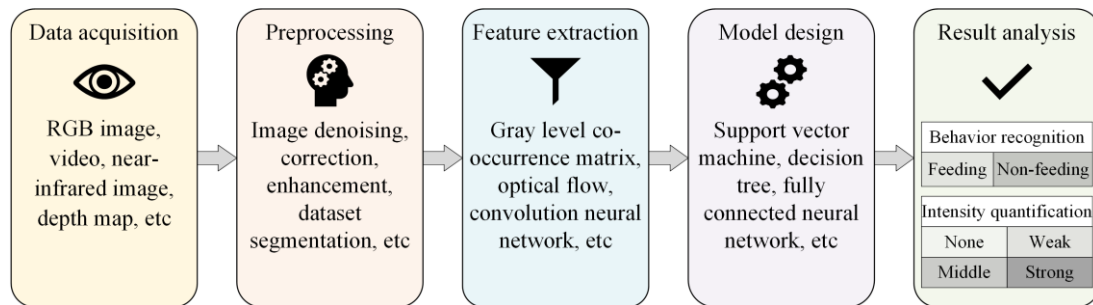 Data acquisition
RGB image,
video, near-
infrared image,
depth map, etc
Preprocessing
Image denoising,
correction,
enhancement,
dataset
segmentation, etc
Feature extraction
Gray level co-
occurrence matrix,
optical flow,
convolution neural
network, etc
Model design
Support vector
machine, decision
tree, fully
connected neural
network, etc
Result analysis
Behavior recognition
Feeding Non-feeding
Intensity quantification
None Weak
Middle Strong